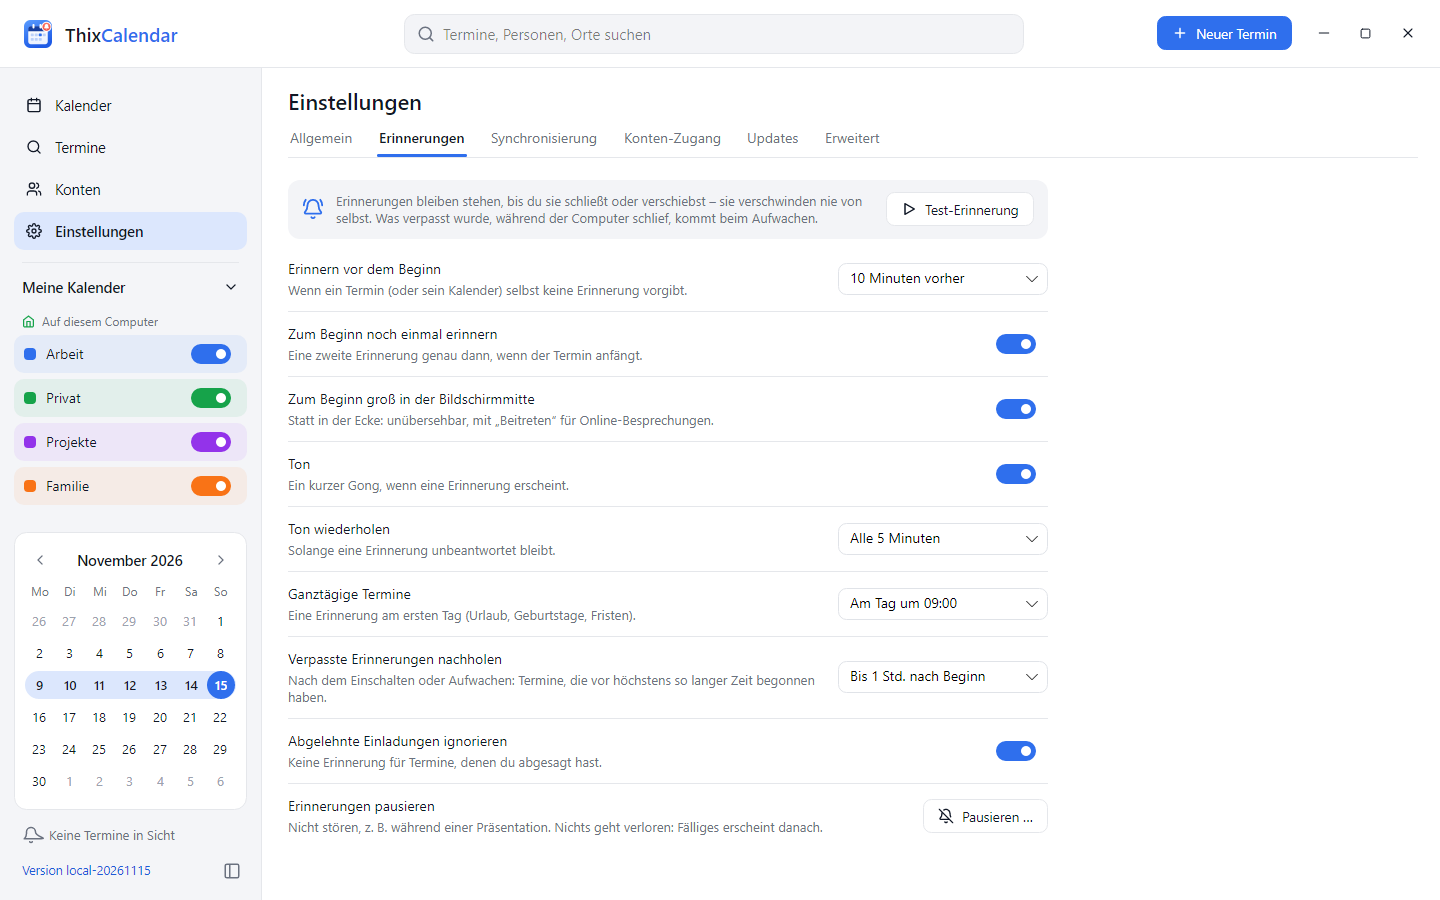 ThixCalendar
Termine, Personen, Orte suchen
Neuer Termin
Kalender
Termine
Konten
Einstellungen
Meine Kalender
Auf diesem Computer
Arbeit
Privat
Projekte
Familie
November 2026
Mo Di Mi Do Fr Sa So
26 27 28 29 30 31 1
2 3 4 5 6 7 8
9 10 11 12 13 14 15
16 17 18 19 20 21 22
23 24 25 26 27 28 29
30 1 2 3 4 5 6
Keine Termine in Sicht
Version local-20261115
Einstellungen
Allgemein Erinnerungen Synchronisierung Konten-Zugang Updates Erweitert
Erinnerungen bleiben stehen, bis du sie schließt oder verschiebst – sie verschwinden nie von
selbst. Was verpasst wurde, während der Computer schlief, kommt beim Aufwachen.
Test-Erinnerung
Erinnern vor dem Beginn
Wenn ein Termin (oder sein Kalender) selbst keine Erinnerung vorgibt.
10 Minuten vorher
Zum Beginn noch einmal erinnern
Eine zweite Erinnerung genau dann, wenn der Termin anfängt.
Zum Beginn groß in der Bildschirmmitte
Statt in der Ecke: unübersehbar, mit „Beitreten“ für Online-Besprechungen.
Ton
Ein kurzer Gong, wenn eine Erinnerung erscheint.
Ton wiederholen
Solange eine Erinnerung unbeantwortet bleibt.
Alle 5 Minuten
Ganztägige Termine
Eine Erinnerung am ersten Tag (Urlaub, Geburtstage, Fristen).
Am Tag um 09:00
Verpasste Erinnerungen nachholen
Nach dem Einschalten oder Aufwachen: Termine, die vor höchstens so langer Zeit begonnen
haben.
Bis 1 Std. nach Beginn
Abgelehnte Einladungen ignorieren
Keine Erinnerung für Termine, denen du abgesagt hast.
Erinnerungen pausieren
Nicht stören, z. B. während einer Präsentation. Nichts geht verloren: Fälliges erscheint danach.
Pausieren ...